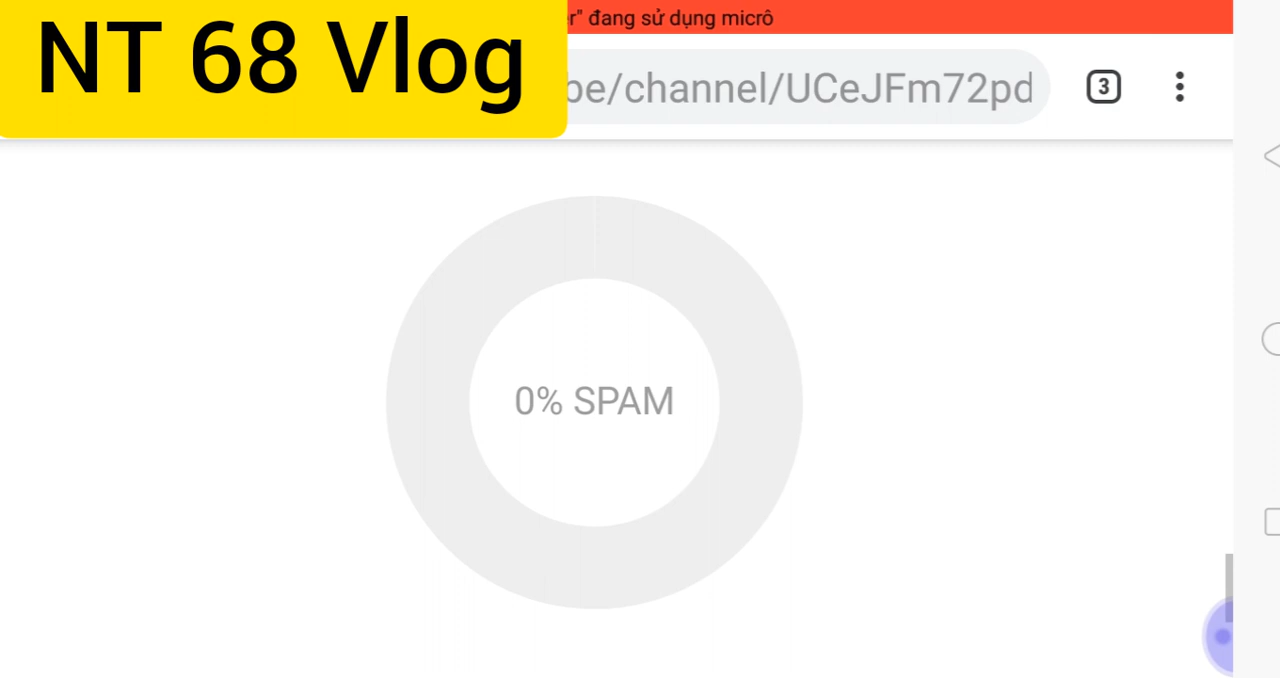 NT 68 Vlog
đang sử dụng micrô
be/channel/UCeJFm72pd
3
0% SPAM